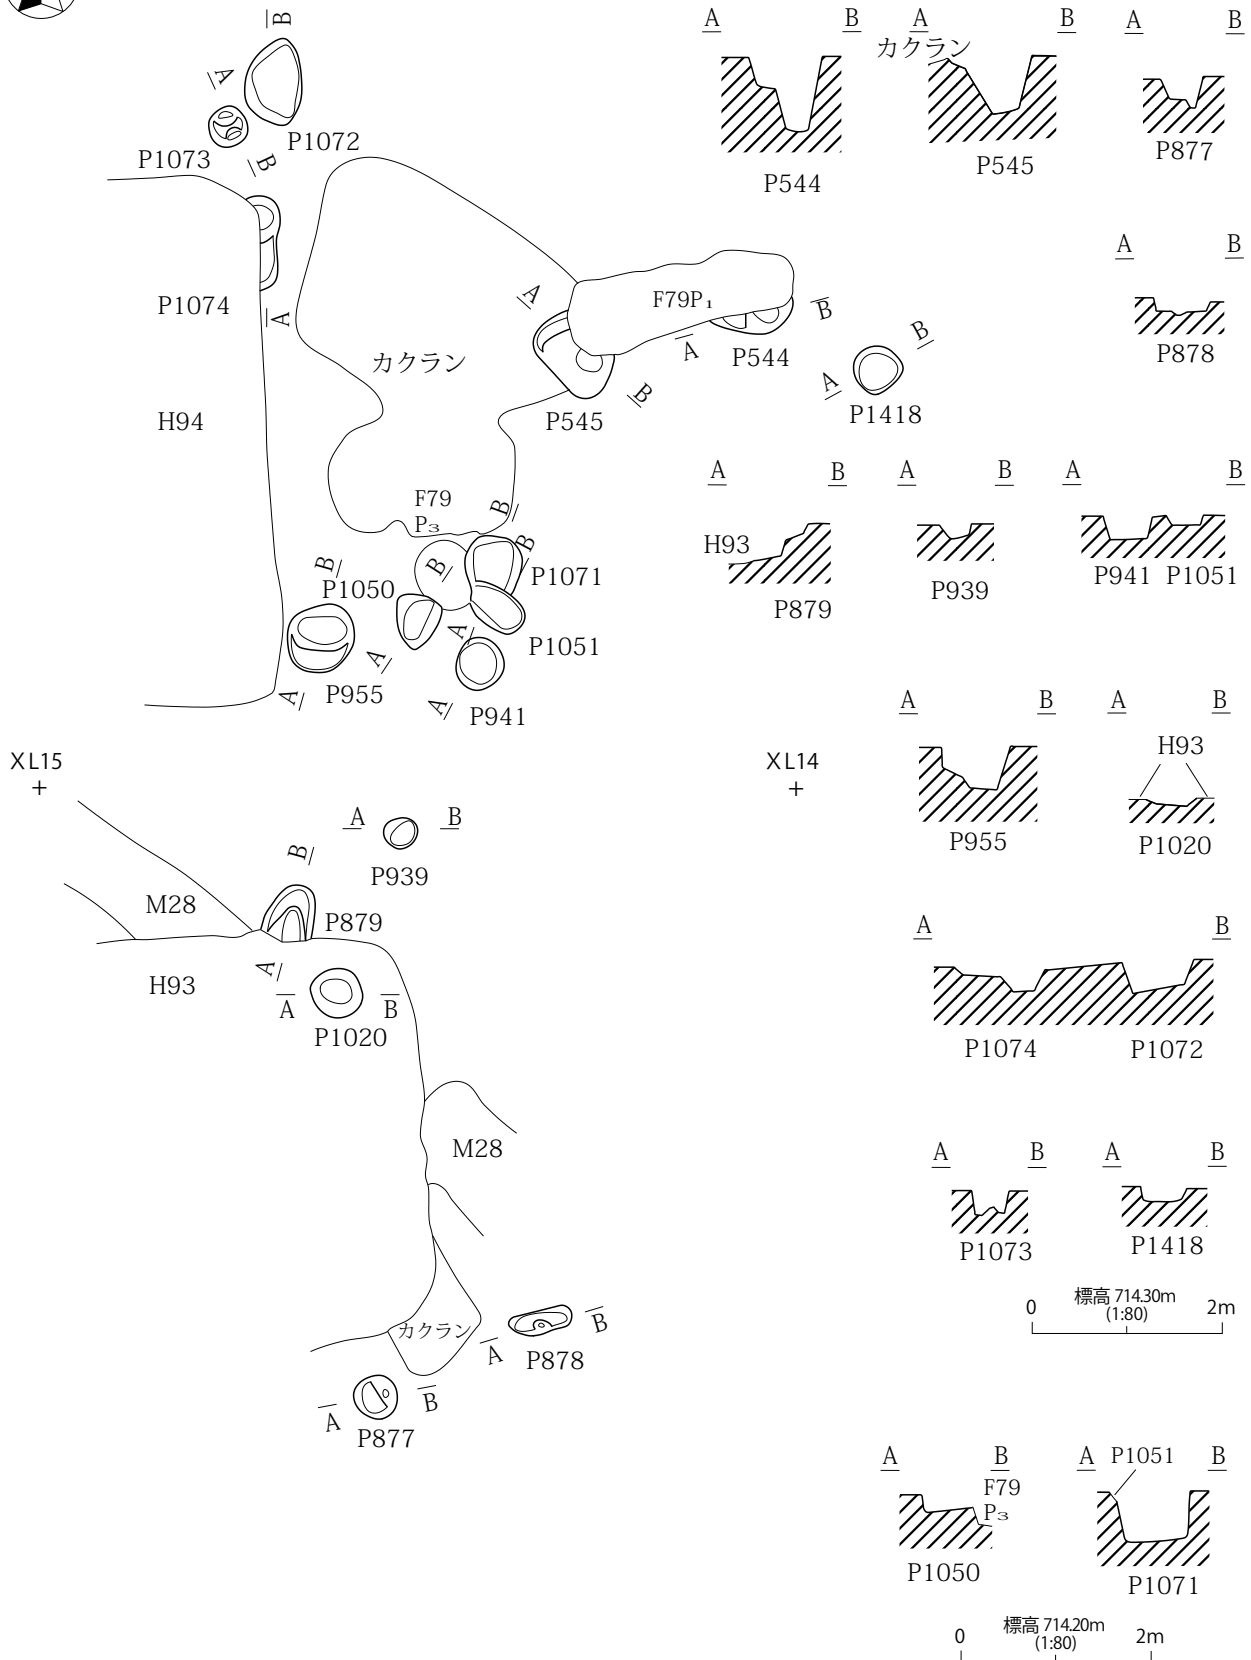 A B A B A B
カクラン
P544
P545
P877
B
A
P1072
P1073
B
P1074
A
H94
カクラン
A
F79P₁
B
A
P544
P545
B
B
A
P1418
A B
P878
F79
P₃
B
B
B
B
P1050
P1071
P1051
A
A
A
A
P955
P941
A B A B A B
H93
P879
P939
P941 P1051
XL15
+
XL14
+
A B A B
H93
P955
P1020
A B
P939
B
M28
P879
A
H93
A B
P1020
M28
カクラン
A B
P878
A B
P877
A B
P1074 P1072
A B A B
P1073
P1418
標高 714.30m
0 (1:80) 2m
A B A P1051 B
F79
P₃
P1050
P1071
標高 714.20m
0 (1:80) 2m